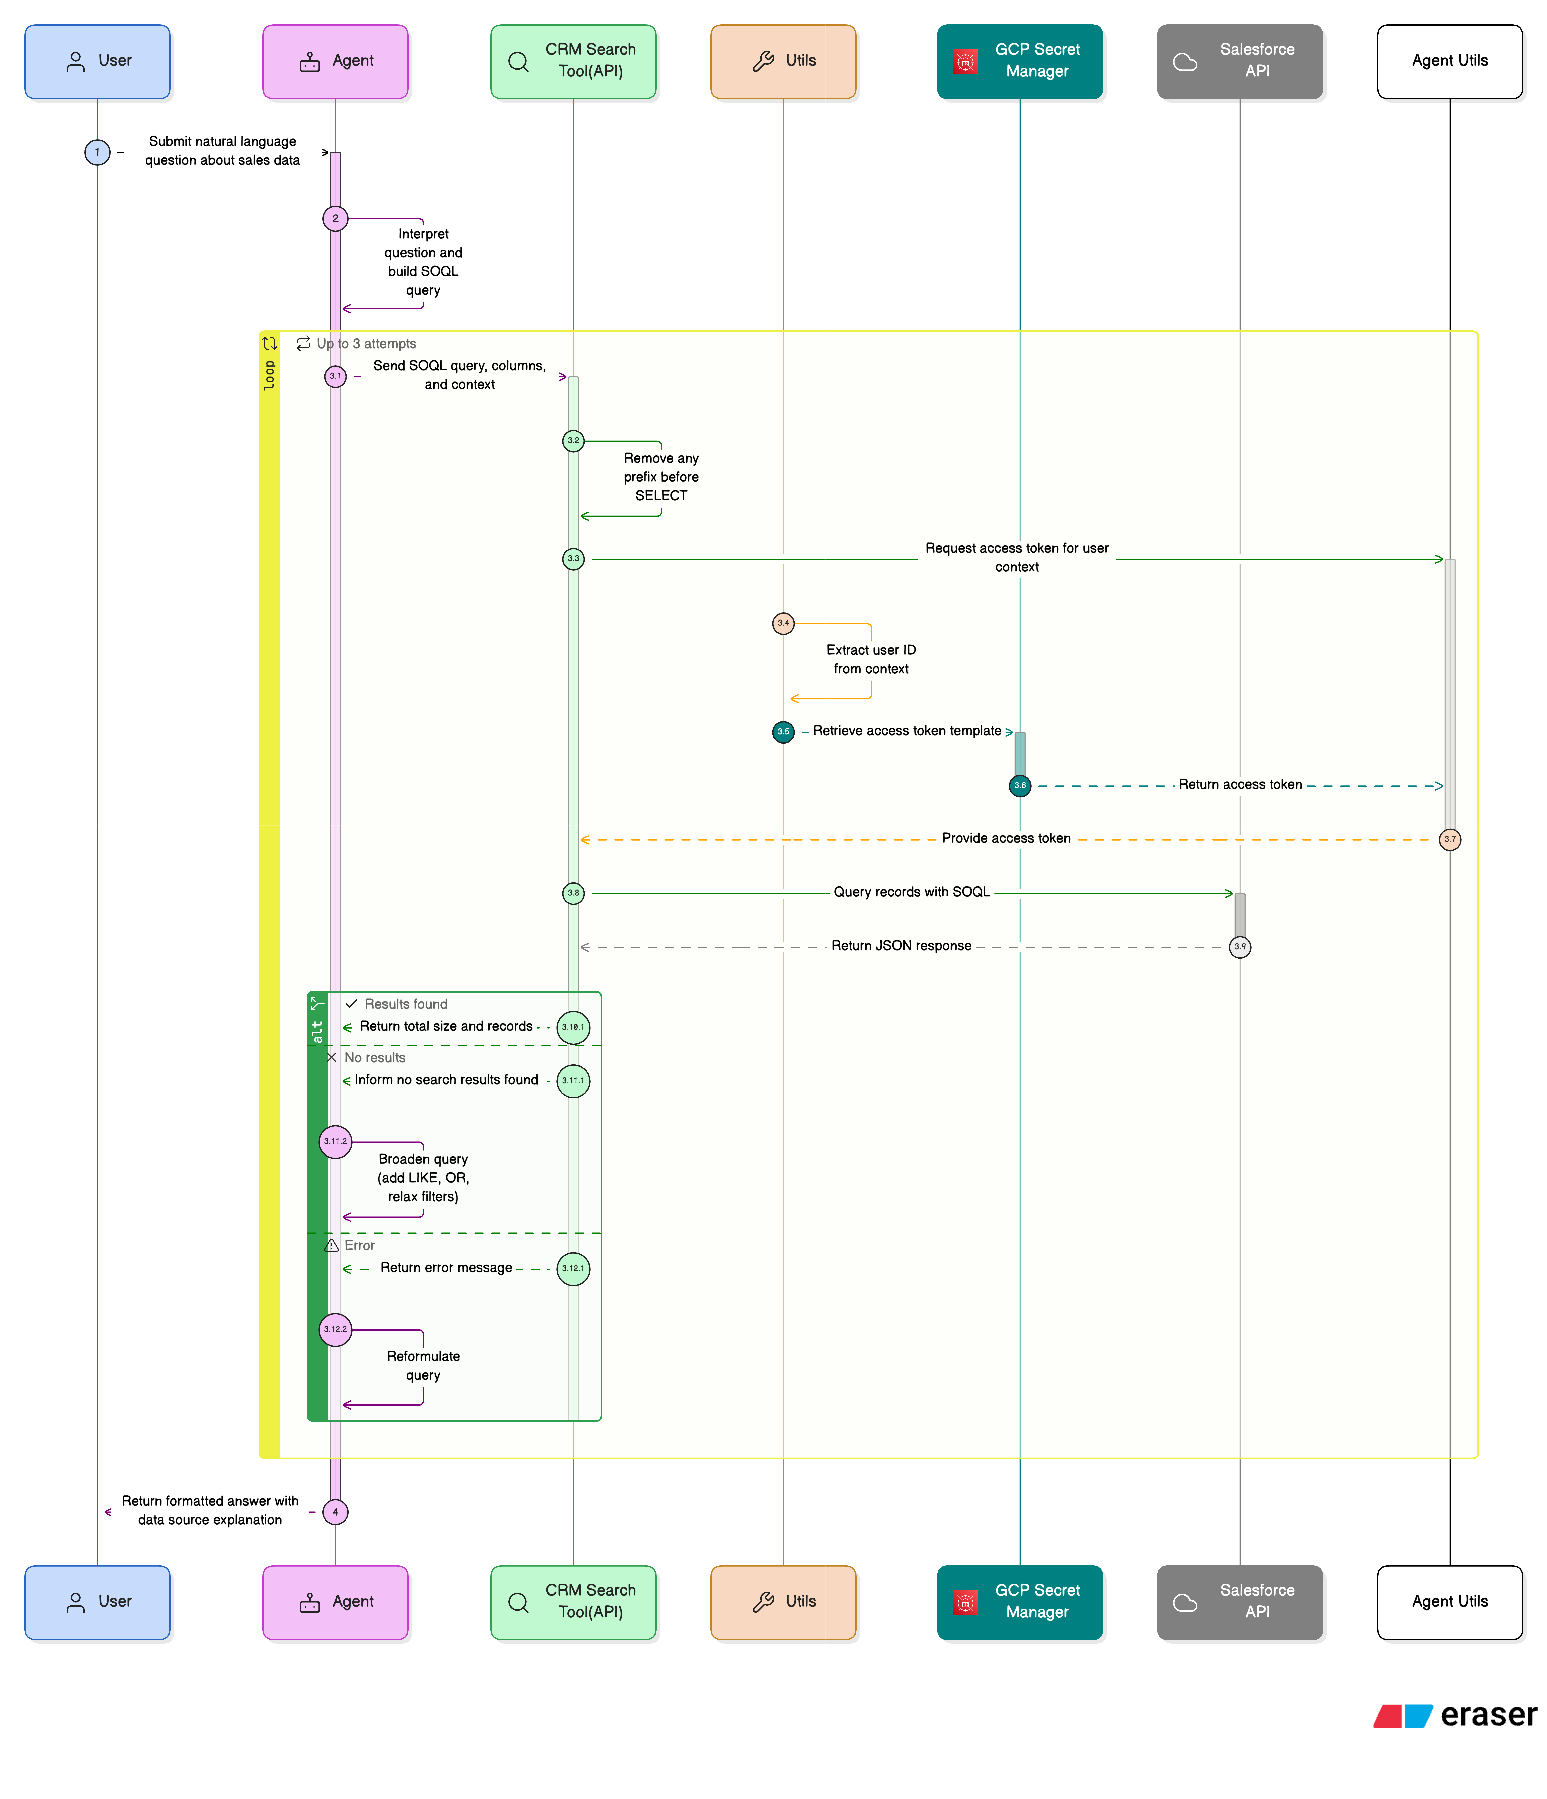 User
Agent
CRM Search
Tool(API)
Utils
GCP Secret
Manager
Salesforce
API
Agent Utils
1
Submit natural language
question about sales data
2
Interpret
question and
build SOQL
query
loop
Up to 3 attempts
3.1
Send SOQL query, columns,
and context
3.2
Remove any
prefix before
SELECT
3.3
Request access token for user
context
3.4
Extract user ID
from context
3.5
Retrieve access token template
3.6
Return access token
Provide access token
3.7
3.8
Query records with SOQL
Return JSON response
3.9
alt
Results found
Return total size and records
3.10.1
No results
Inform no search results found
3.11.1
3.11.2
Broaden query
(add LIKE, OR,
relax filters)
Error
Return error message
3.12.1
3.12.2
Reformulate
query
Return formatted answer with
data source explanation
4
User
Agent
CRM Search
Tool(API)
Utils
GCP Secret
Manager
Salesforce
API
Agent Utils
eraser